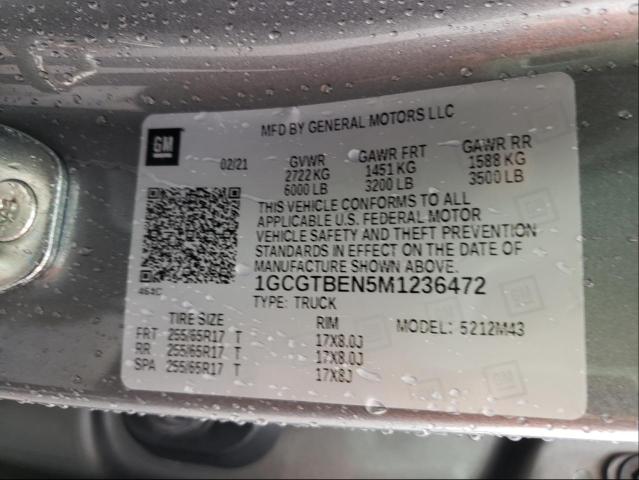 GM
MFD BY GENERAL MOTORS LLC
02/21 GVWR GAWR FRT GAWR RR
2722 KG 1451 KG 1588 KG
6000 LB 3200 LB 3500 LB
THIS VEHICLE CONFORMS TO ALL
APPLICABLE U.S. FEDERAL MOTOR
VEHICLE SAFETY AND THEFT PREVENTION
STANDARDS IN EFFECT ON THE DATE OF
MANUFACTURE SHOWN ABOVE.
1GCGTBEN5M1236472
TYPE: TRUCK
TIRE SIZE RIM MODEL: 5212M43
FRT 255/65R17 T 17X8.0J
RR 255/65R17 T 17X8.0J
SPA 255/65R17 T 17X8J